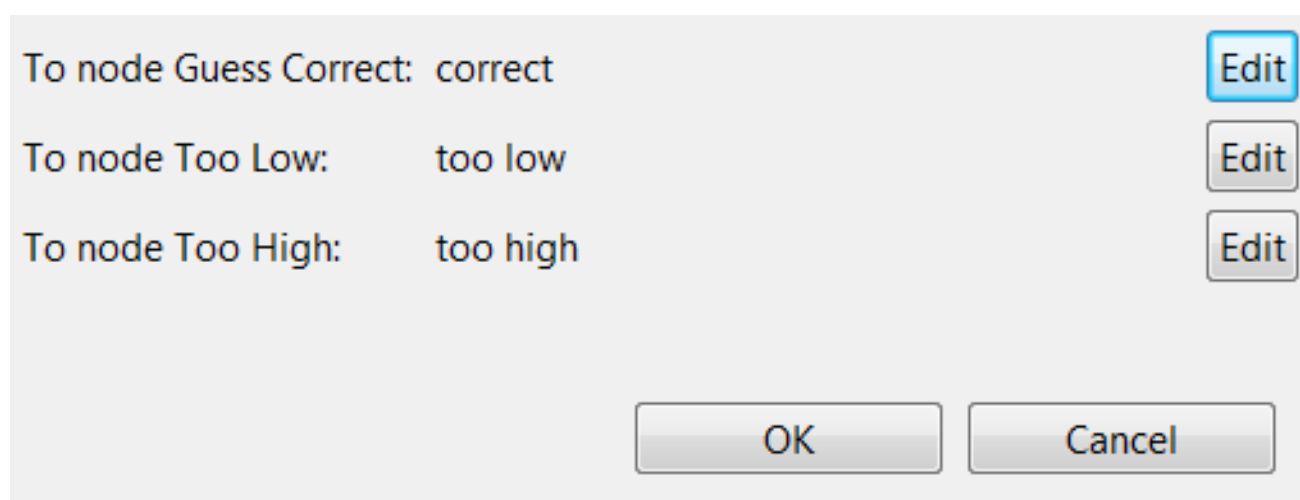 To node Guess Correct: correct Edit
To node Too Low: too low Edit
To node Too High: too high Edit
OK Cancel